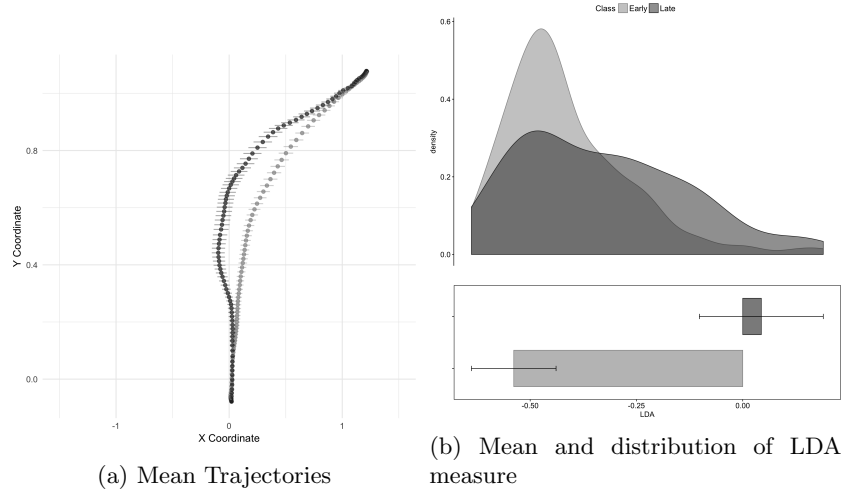 Class Early Late
0.6
0.4
0.2
0.0
density
0.8
0.4
0.0
Y Coordinate
-1 0 1
X Coordinate
-0.50 -0.25 0.00
LDA
(a) Mean Trajectories
(b) Mean and distribution of LDA
measure